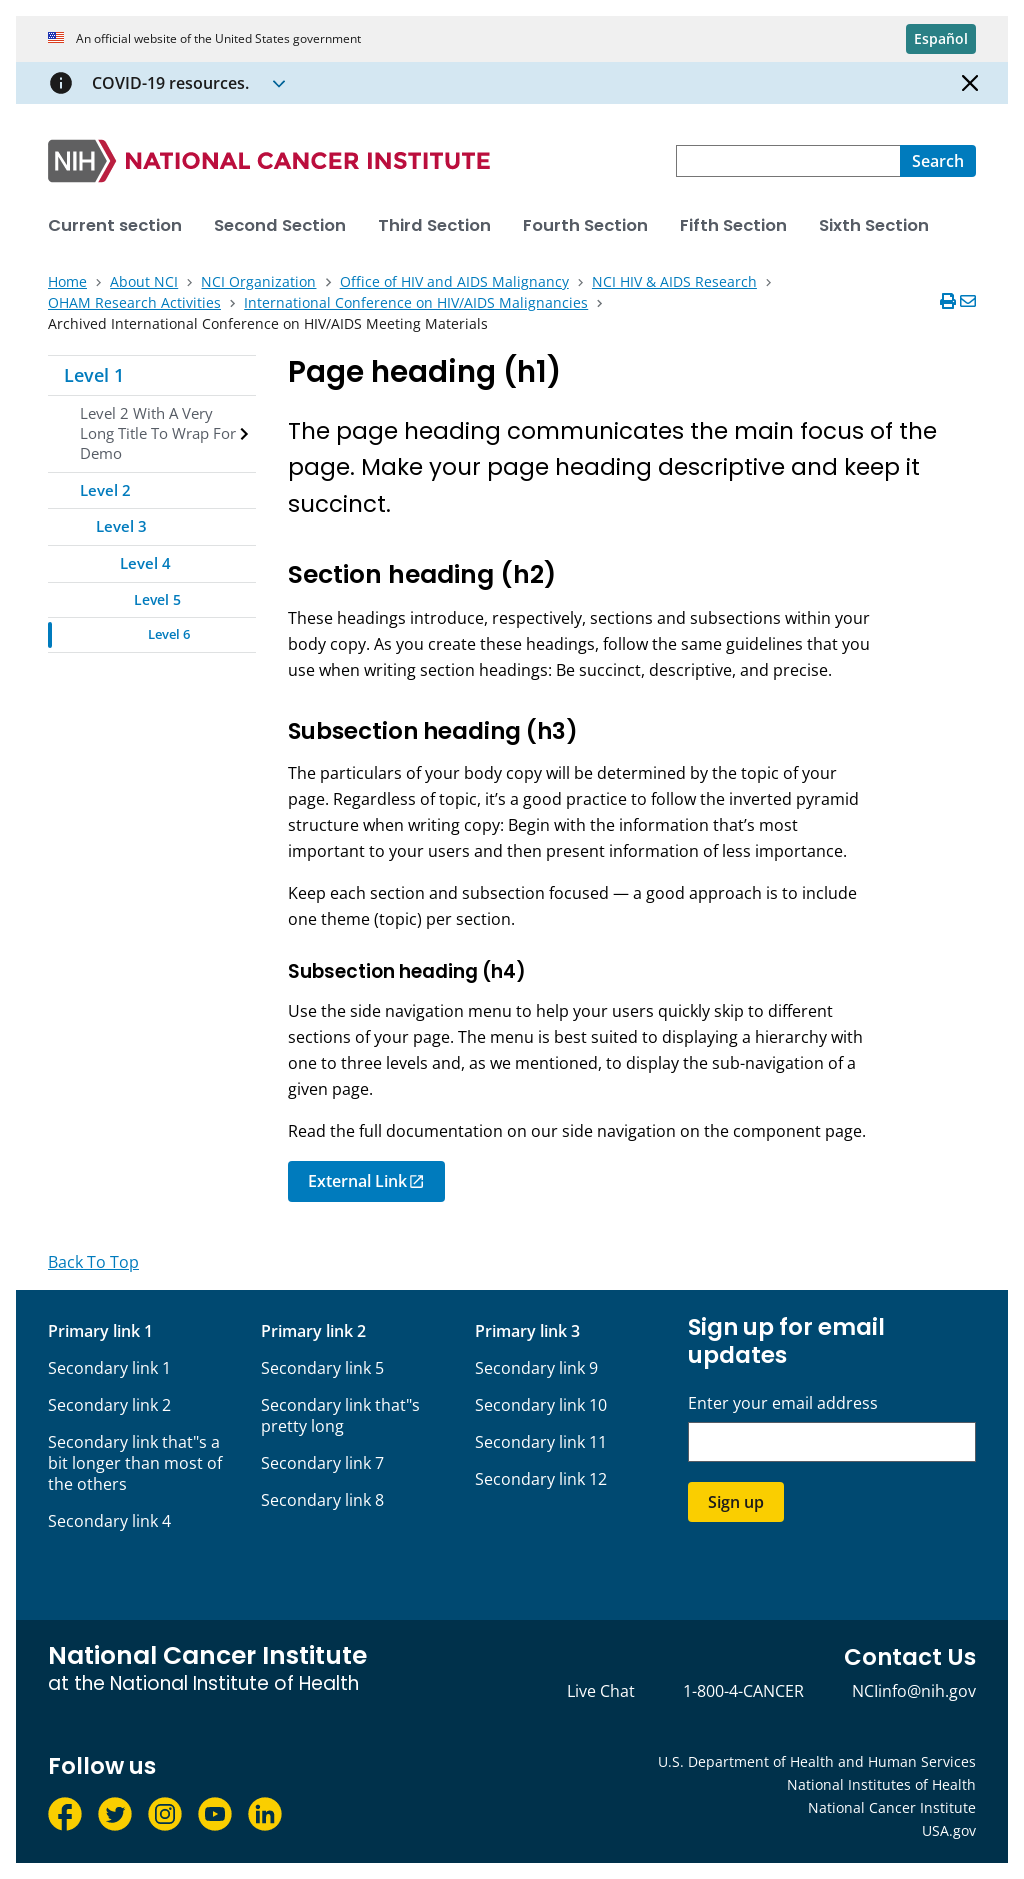 An official website of the United States government
Español
COVID-19 resources.
NIH NATIONAL CANCER INSTITUTE
Search
Current section Second Section Third Section Fourth Section Fifth Section Sixth Section
Home > About NCI > NCI Organization > Office of HIV and AIDS Malignancy > NCI HIV & AIDS Research >
OHAM Research Activities > International Conference on HIV/AIDS Malignancies >
Archived International Conference on HIV/AIDS Meeting Materials
Level 1
Level 2 With A Very
Long Title To Wrap For
Demo
Level 2
Level 3
Level 4
Level 5
Level 6
Page heading (h1)
The page heading communicates the main focus of the
page. Make your page heading descriptive and keep it
succinct.
Section heading (h2)
These headings introduce, respectively, sections and subsections within your
body copy. As you create these headings, follow the same guidelines that you
use when writing section headings: Be succinct, descriptive, and precise.
Subsection heading (h3)
The particulars of your body copy will be determined by the topic of your
page. Regardless of topic, it’s a good practice to follow the inverted pyramid
structure when writing copy: Begin with the information that’s most
important to your users and then present information of less importance.
Keep each section and subsection focused — a good approach is to include
one theme (topic) per section.
Subsection heading (h4)
Use the side navigation menu to help your users quickly skip to different
sections of your page. The menu is best suited to displaying a hierarchy with
one to three levels and, as we mentioned, to display the sub-navigation of a
given page.
Read the full documentation on our side navigation on the component page.
External Link
Back To Top
Primary link 1
Secondary link 1
Secondary link 2
Secondary link that"s a
bit longer than most of
the others
Secondary link 4
Primary link 2
Secondary link 5
Secondary link that"s
pretty long
Secondary link 7
Secondary link 8
Primary link 3
Secondary link 9
Secondary link 10
Secondary link 11
Secondary link 12
Sign up for email
updates
Enter your email address
Sign up
National Cancer Institute
at the National Institute of Health
Contact Us
Live Chat 1-800-4-CANCER NCIinfo@nih.gov
Follow us
U.S. Department of Health and Human Services
National Institutes of Health
National Cancer Institute
USA.gov